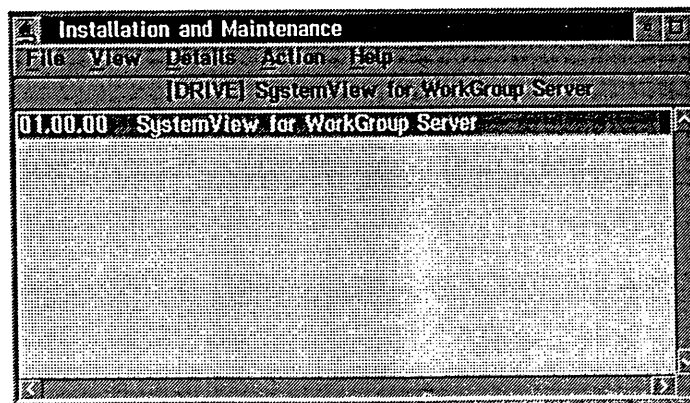 Installation and Maintenance
File View Details Action Help
[DRIVE] SystemView for WorkGroup Server
01.00.00 SystemView for WorkGroup Server